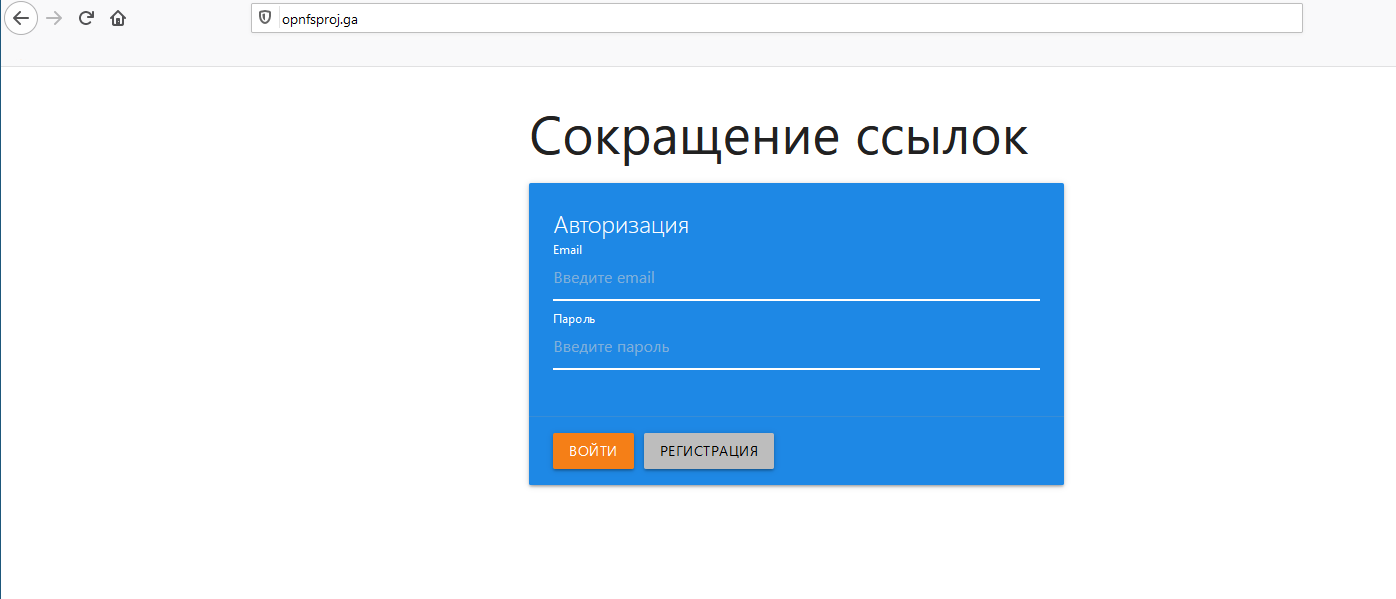 opnfsproj.ga
Сокращение ссылок
Авторизация
Email
Введите email
Пароль
Введите пароль
ВОЙТИ РЕГИСТРАЦИЯ